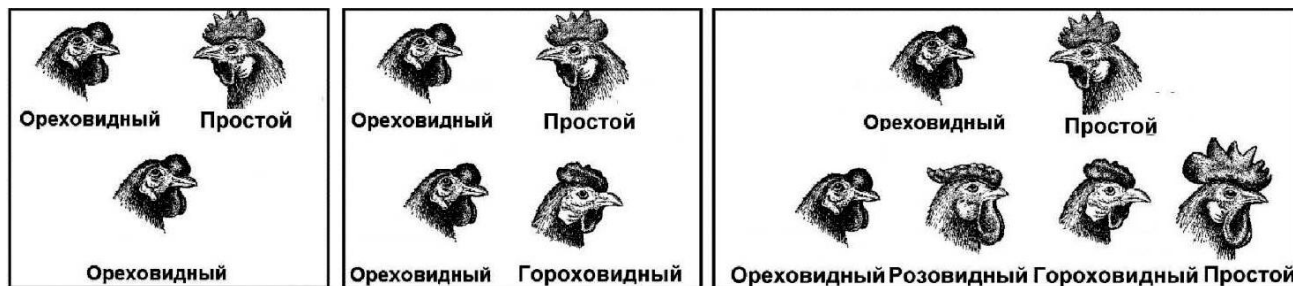 Ореховидный Простой
Ореховидный
Ореховидный Простой
Ореховидный Гороховидный
Ореховидный Простой
Ореховидный Розовидный Гороховидный Простой